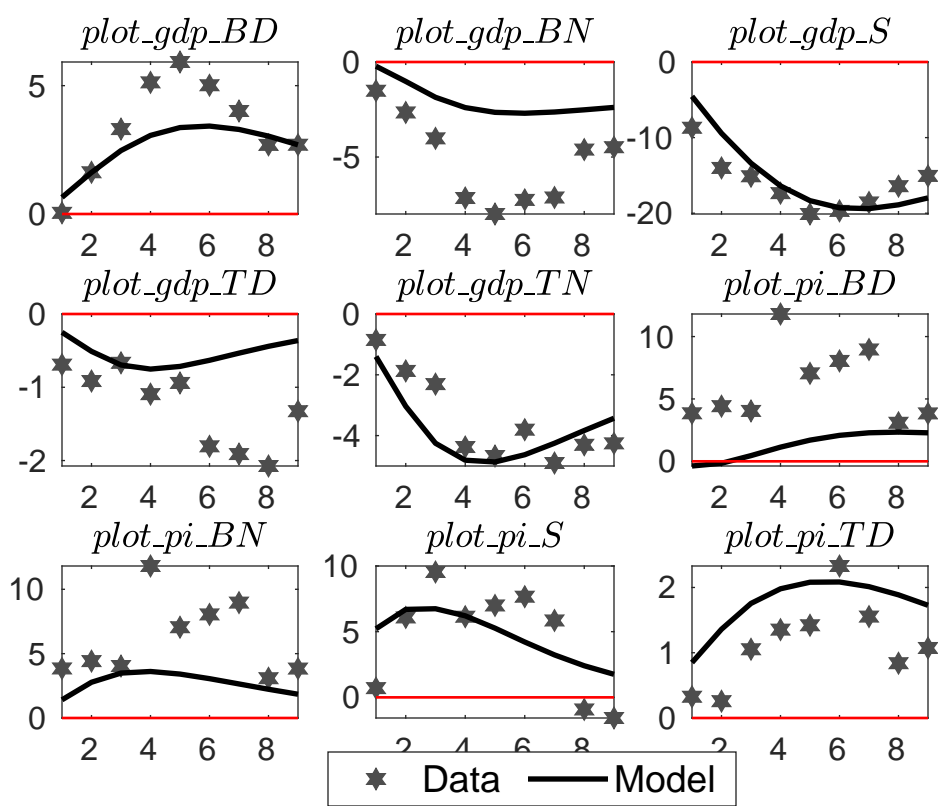 plot_gdp_BD plot_gdp_BN plot_gdp_S
5 0 2 4 6 8
0 -5 2 4 6 8
0 -10 -20 2 4 6 8
plot_gdp_TD plot_gdp_TN plot_pi_BD
0 -1 -2 2 4 6 8
0 -2 -4 2 4 6 8
10 5 0 2 4 6 8
plot_pi_BN plot_pi_S plot_pi_TD
10 5 0 2 4 6 8
10 5 0 2 4 6 8
2 1 0 2 4 6 8
Data Model